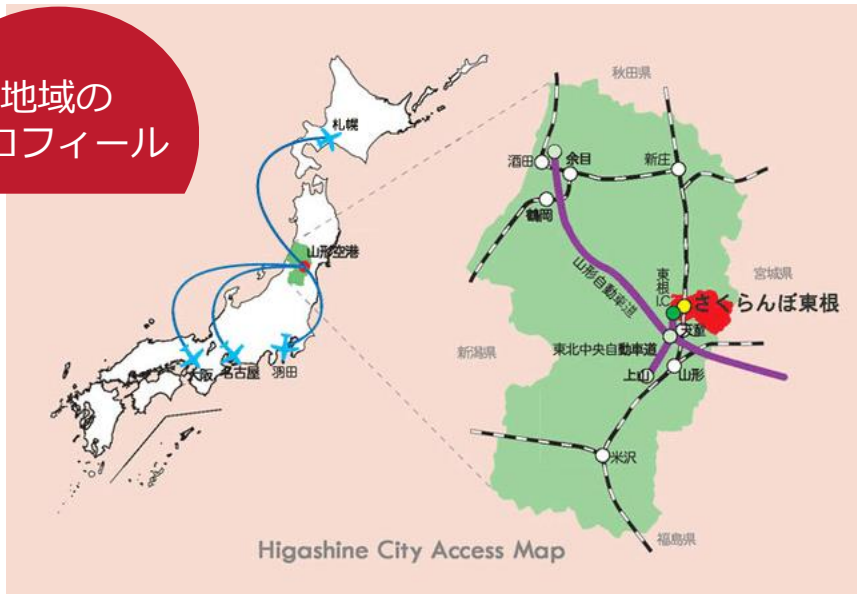 地域の
ロフィール
札幌
山形空港
大阪
名古屋
羽田
秋田県
酒田
余目
新庄
鶴岡
山形自動車道
東根I.C
宮城県
さくらんぼ東根
天童
東北中央自動車道
新潟県
上山
山形
米沢
福島県
Higashine City Access Map